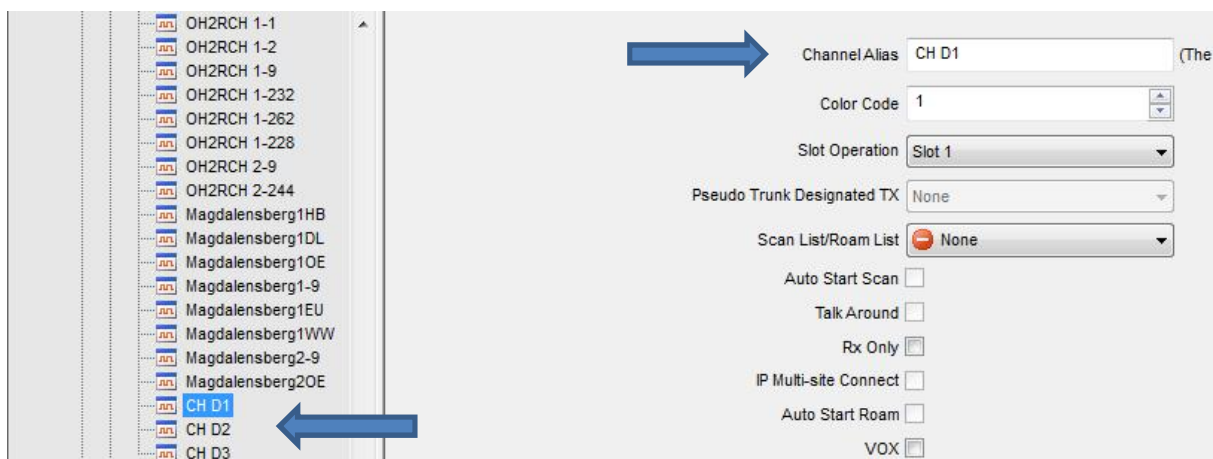 OH2RCH 1-1
OH2RCH 1-2
OH2RCH 1-9
OH2RCH 1-232
OH2RCH 1-262
OH2RCH 1-228
OH2RCH 2-9
OH2RCH 2-244
Magdalensberg1HB
Magdalensberg1DL
Magdalensberg1OE
Magdalensberg1-9
Magdalensberg1EU
Magdalensberg1WW
Magdalensberg2-9
Magdalensberg2OE
CH D1
CH D2
CH D3
Channel Alias CH D1 (The
Color Code 1
Slot Operation Slot 1
Pseudo Trunk Designated TX None
Scan List/Roam List None
Auto Start Scan
Talk Around
Rx Only
IP Multi-site Connect
Auto Start Roam
VOX